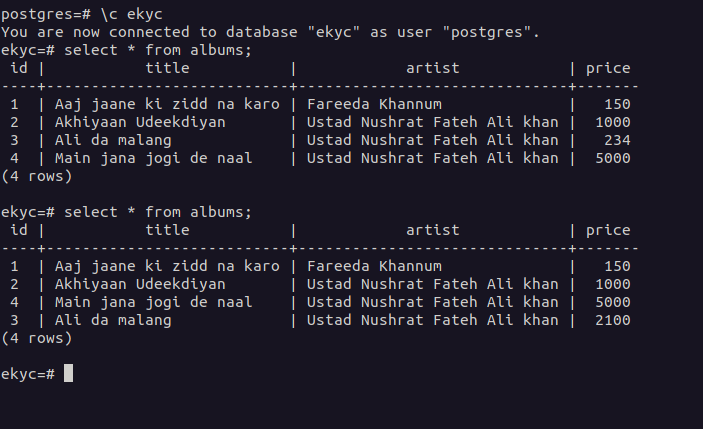 postgres=# \c ekyc
You are now connected to database "ekyc" as user "postgres".
ekyc=# select * from albums;
 id |           title           |            artist            | price
----+---------------------------+------------------------------+-------
 1  | Aaj jaane ki zidd na karo | Fareeda Khannum              |   150
 2  | Akhiyaan Udeekdiyan       | Ustad Nushrat Fateh Ali khan |  1000
 3  | Ali da malang             | Ustad Nushrat Fateh Ali khan |   234
 4  | Main jana jogi de naal    | Ustad Nushrat Fateh Ali khan |  5000
(4 rows)

ekyc=# select * from albums;
 id |           title           |            artist            | price
----+---------------------------+------------------------------+-------
 1  | Aaj jaane ki zidd na karo | Fareeda Khannum              |   150
 2  | Akhiyaan Udeekdiyan       | Ustad Nushrat Fateh Ali khan |  1000
 4  | Main jana jogi de naal    | Ustad Nushrat Fateh Ali khan |  5000
 3  | Ali da malang             | Ustad Nushrat Fateh Ali khan |  2100
(4 rows)

ekyc=#